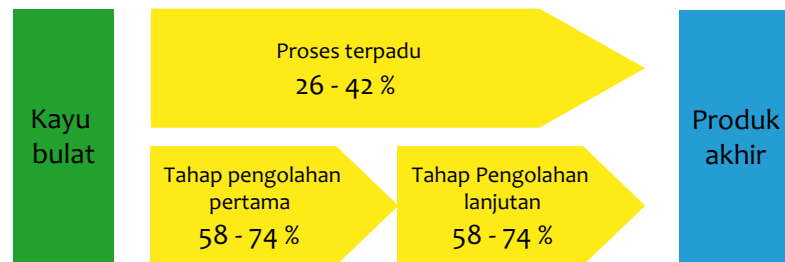 Kayu
bulat
Proses terpadu
26 - 42 %
Tahap pengolahan
pertama
58 - 74 %
Tahap Pengolahan
lanjutan
58 - 74 %
Produk
akhir